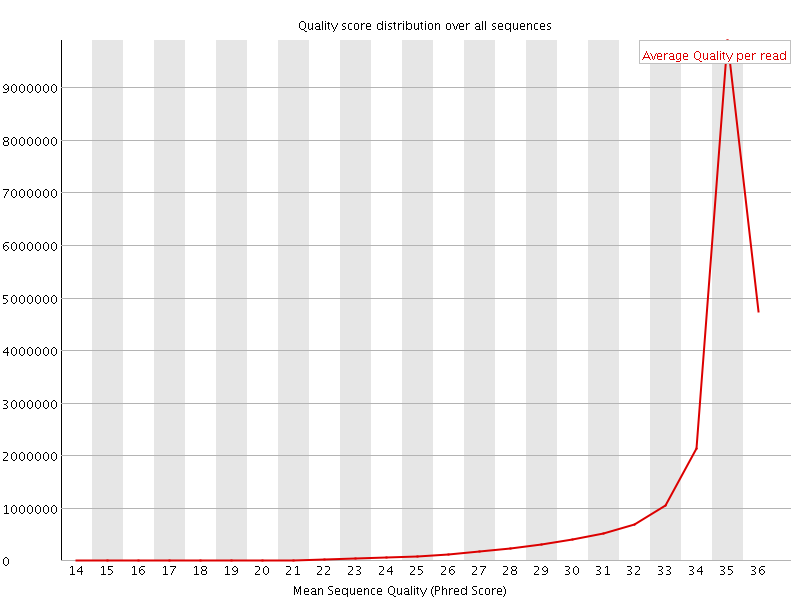 Quality score distribution over all sequences
Average Quality per read
9000000
8000000
7000000
6000000
5000000
4000000
3000000
2000000
1000000
0
14 15 16 17 18 19 20 21 22 23 24 25 26 27 28 29 30 31 32 33 34 35 36
Mean Sequence Quality (Phred Score)